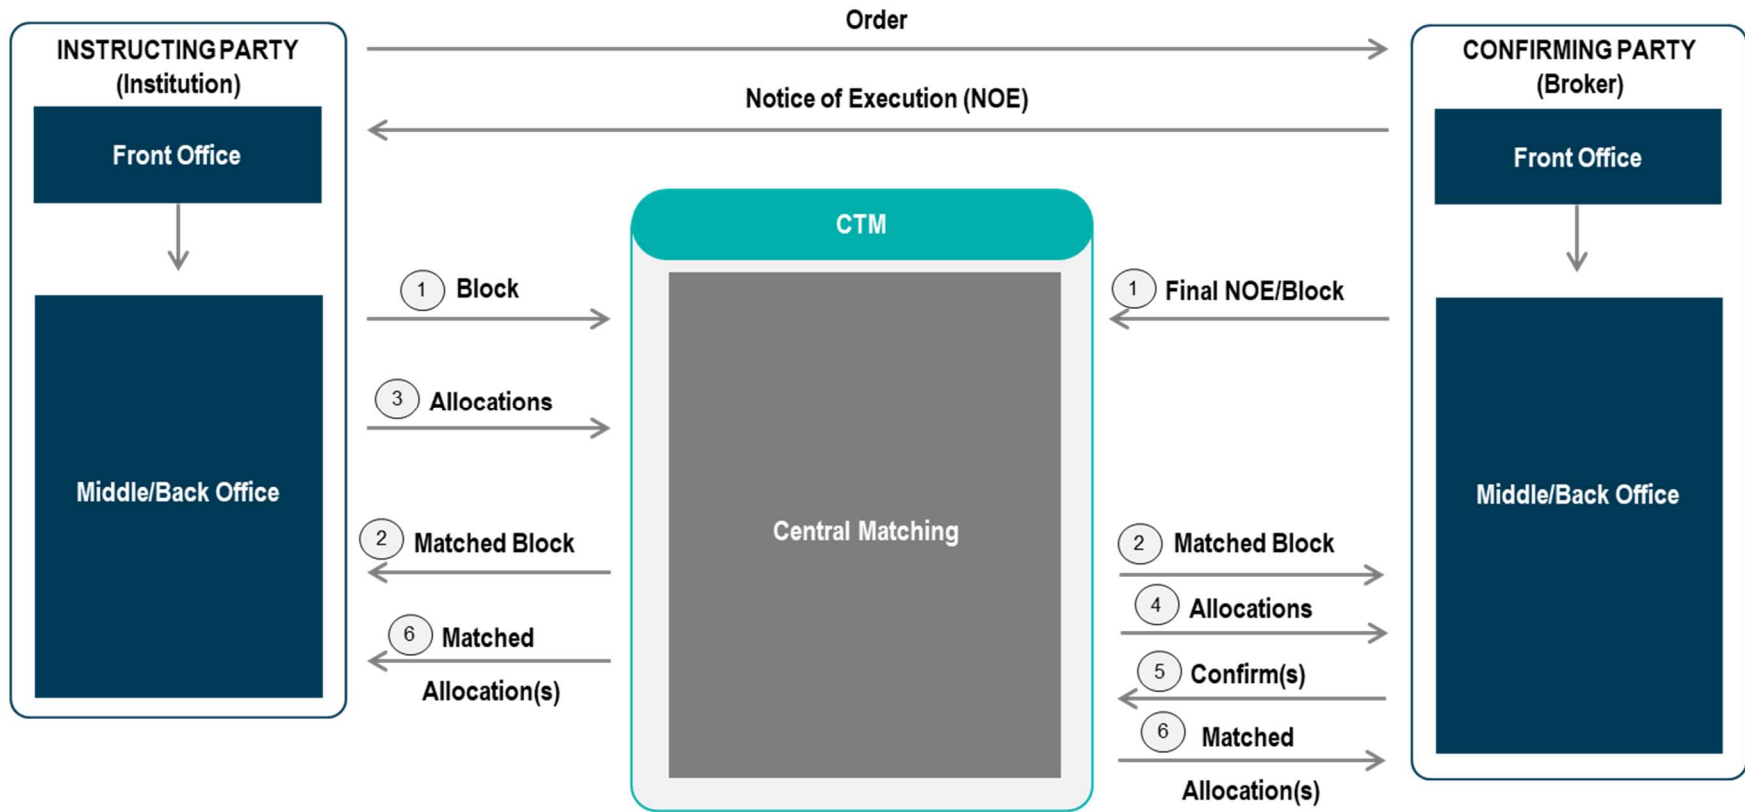 Order
INSTRUCTING PARTY
(Institution)
CONFIRMING PARTY
(Broker)
Notice of Execution (NOE)
Front Office
Front Office
CTM
1 Block
1 Final NOE/Block
3 Allocations
Middle/Back Office
Central Matching
Middle/Back Office
2 Matched Block
2 Matched Block
4 Allocations
6 Matched
Allocation(s)
5 Confirm(s)
6 Matched
Allocation(s)